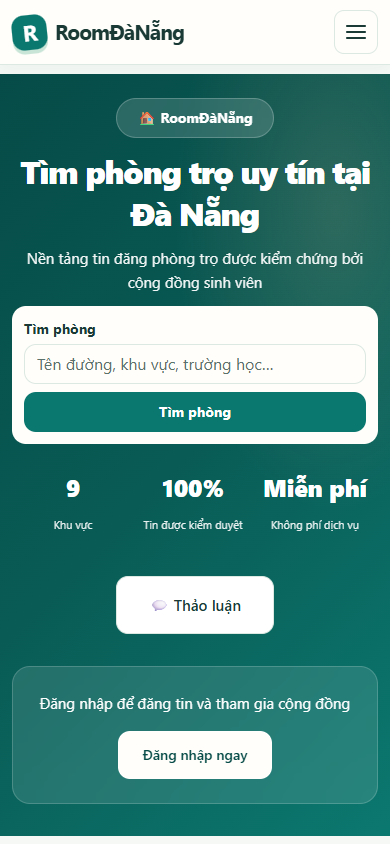 R RoomĐàNẵng
🏠 RoomĐàNẵng
Tìm phòng trọ uy tín tại
Đà Nẵng
Nền tảng tin đăng phòng trọ được kiểm chứng bởi
cộng đồng sinh viên
Tìm phòng
Tên đường, khu vực, trường học...
Tìm phòng
9 100% Miễn phí
Khu vực Tin được kiểm duyệt Không phí dịch vụ
💬 Thảo luận
Đăng nhập để đăng tin và tham gia cộng đồng
Đăng nhập ngay